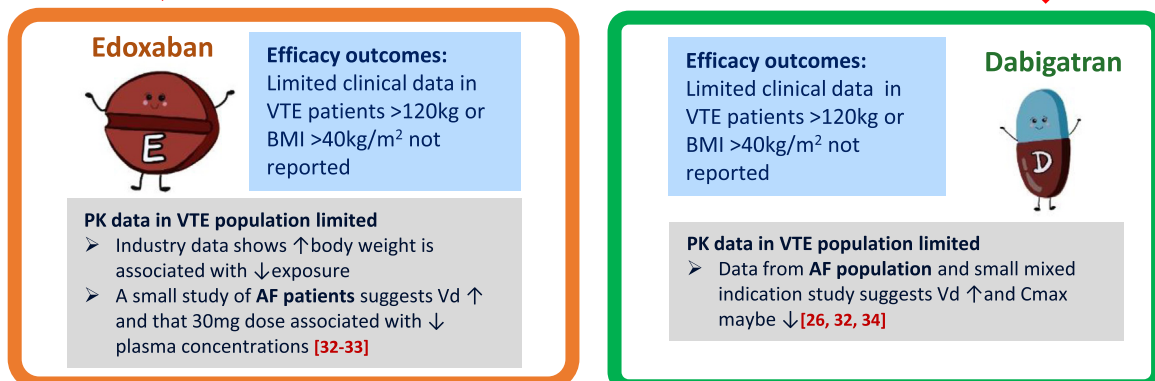 Edoxaban
Efficacy outcomes:
Limited clinical data in
VTE patients >120kg or
BMI >40kg/m² not
reported
E
PK data in VTE population limited
➢ Industry data shows ↑body weight is
associated with ↓exposure
➢ A small study of AF patients suggests Vd ↑
and that 30mg dose associated with ↓
plasma concentrations [32-33]
Efficacy outcomes:
Limited clinical data in
VTE patients >120kg or
BMI >40kg/m² not
reported
Dabigatran
D
PK data in VTE population limited
➢ Data from AF population and small mixed
indication study suggests Vd ↑and Cmax
maybe ↓[26, 32, 34]